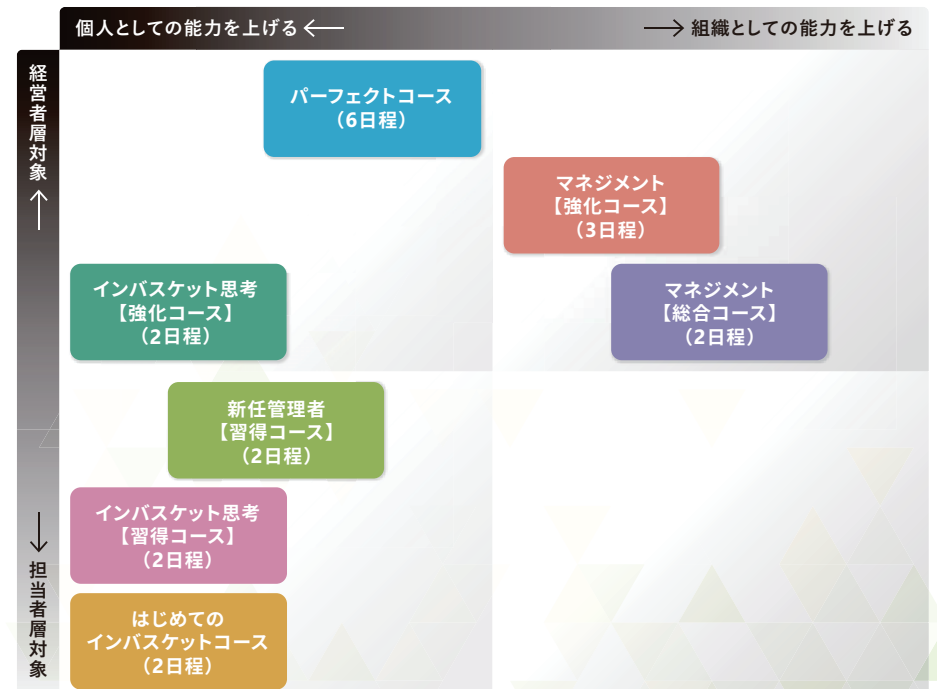 個人としての能力を上げる ←
→ 組織としての能力を上げる
経営者層対象
↑
パーフェクトコース
（6日程）
マネジメント
【強化コース】
（3日程）
インバスケット思考
【強化コース】
（2日程）
マネジメント
【総合コース】
（2日程）
新任管理者
【習得コース】
（2日程）
インバスケット思考
【習得コース】
（2日程）
↓
担当者層対象
はじめての
インバスケットコース
（2日程）